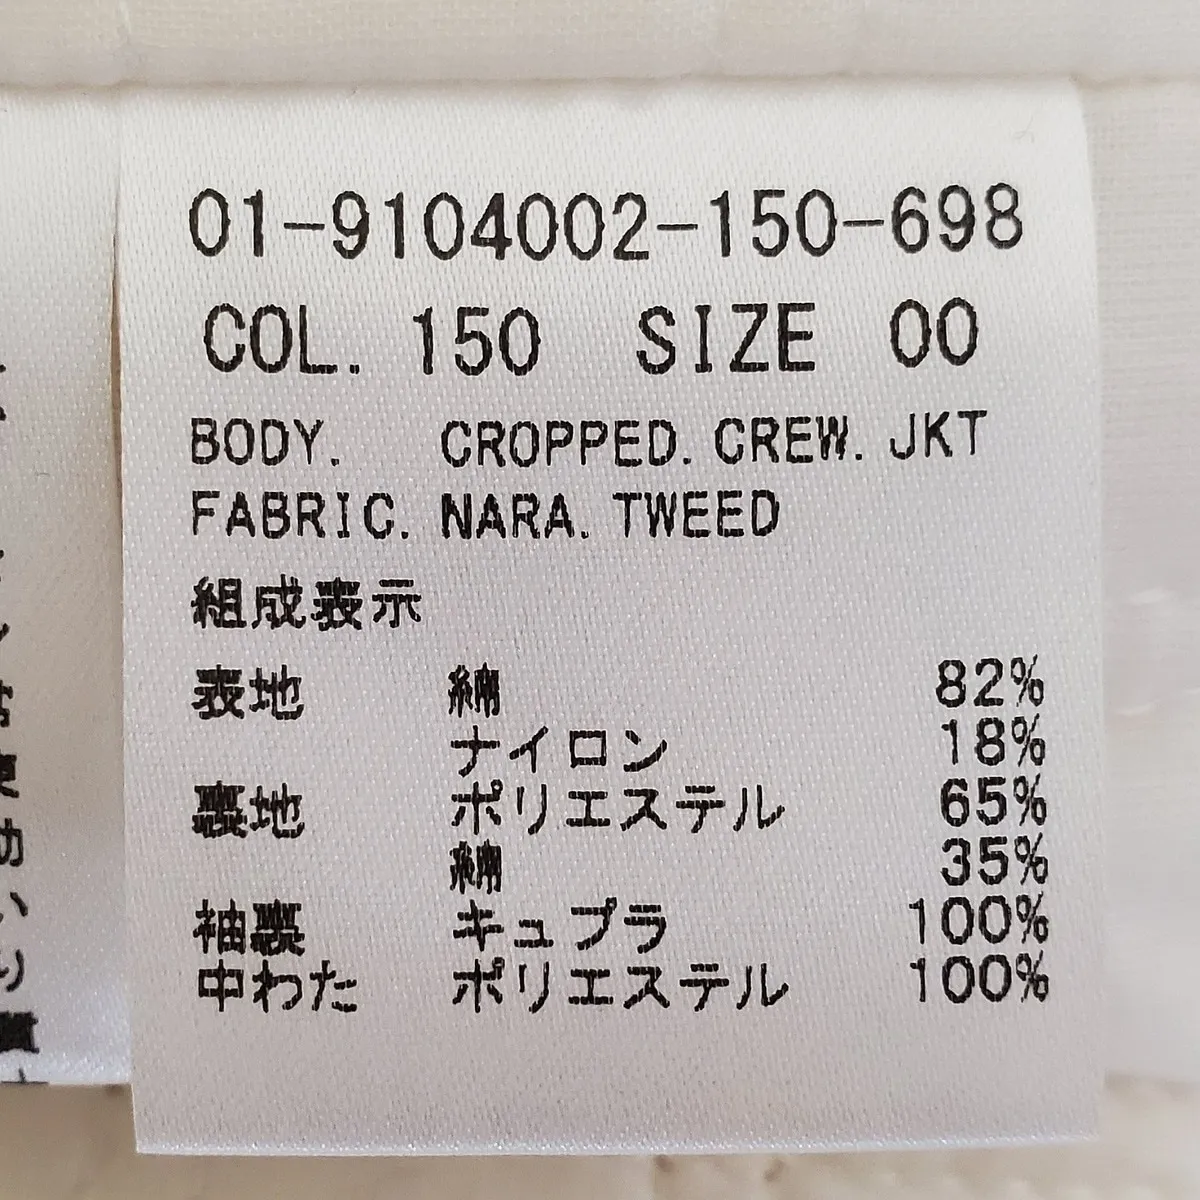 01-9104002-150-698
COL. 150 SIZE 00
BODY. CROPPED. CREW. JKT
FABRIC. NARA. TWEED
組成表示
表地 綿 82%
ナイロン 18%
裏地 ポリエステル 65%
綿 35%
袖裏 キュプラ 100%
中わた ポリエステル 100%